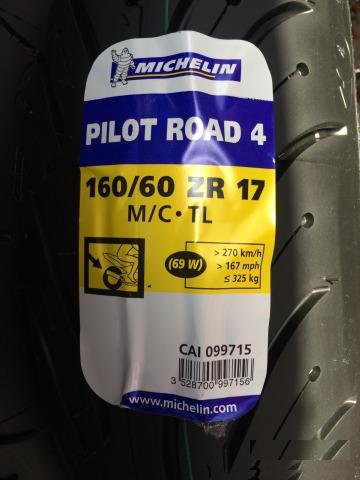 MICHELIN
PILOT ROAD 4
160/60 ZR 17
M/C • TL
(69 W)
> 270 km/h
> 167 mph
≤ 325 kg
CAI 099715
3 528700 997156
www.michelin.com